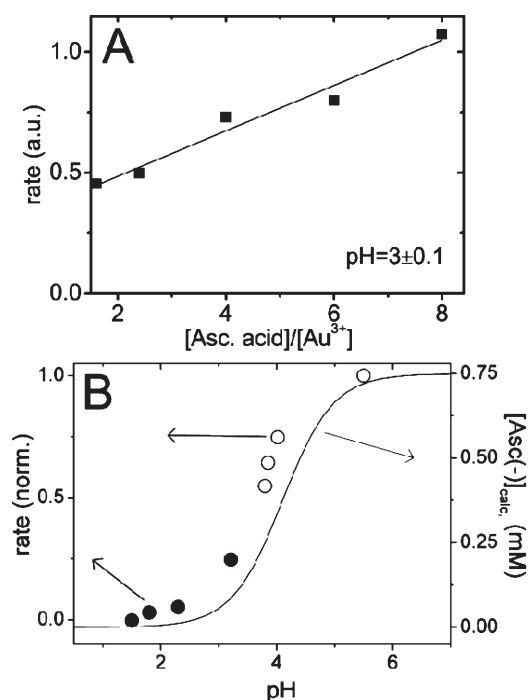 A
1.0
0.5
0.0
rate (a.u.)
pH=3±0.1
2 4 6 8
[Asc. acid]/[Au³⁺]
B
1.0
0.5
0.0
rate (norm.)
0.75
0.50
0.25
0.00
[Asc(-)]calc, (mM)
2 4 6
pH